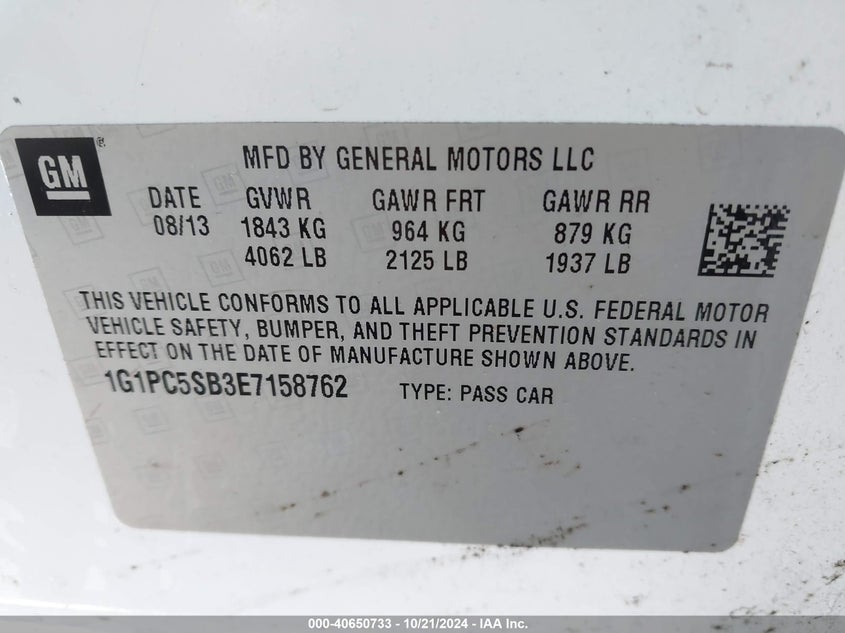 GM®
MFD BY GENERAL MOTORS LLC
DATE GVWR GAWR FRT GAWR RR
08/13 1843 KG 964 KG 879 KG
4062 LB 2125 LB 1937 LB
THIS VEHICLE CONFORMS TO ALL APPLICABLE U.S. FEDERAL MOTOR
VEHICLE SAFETY, BUMPER, AND THEFT PREVENTION STANDARDS IN
EFFECT ON THE DATE OF MANUFACTURE SHOWN ABOVE.
1G1PC5SB3E7158762 TYPE: PASS CAR
000-40650733 - 10/21/2024 - IAA Inc.